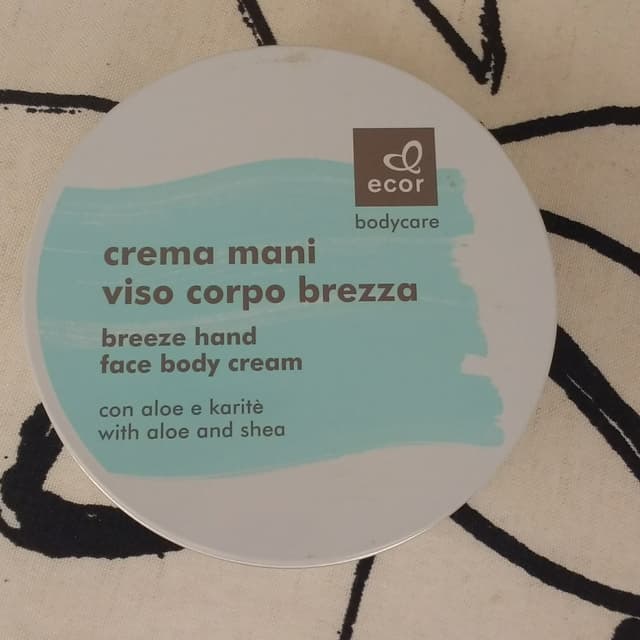 ecor
bodycare
crema mani
viso corpo brezza
breeze hand
face body cream
con aloe e karitè
with aloe and shea